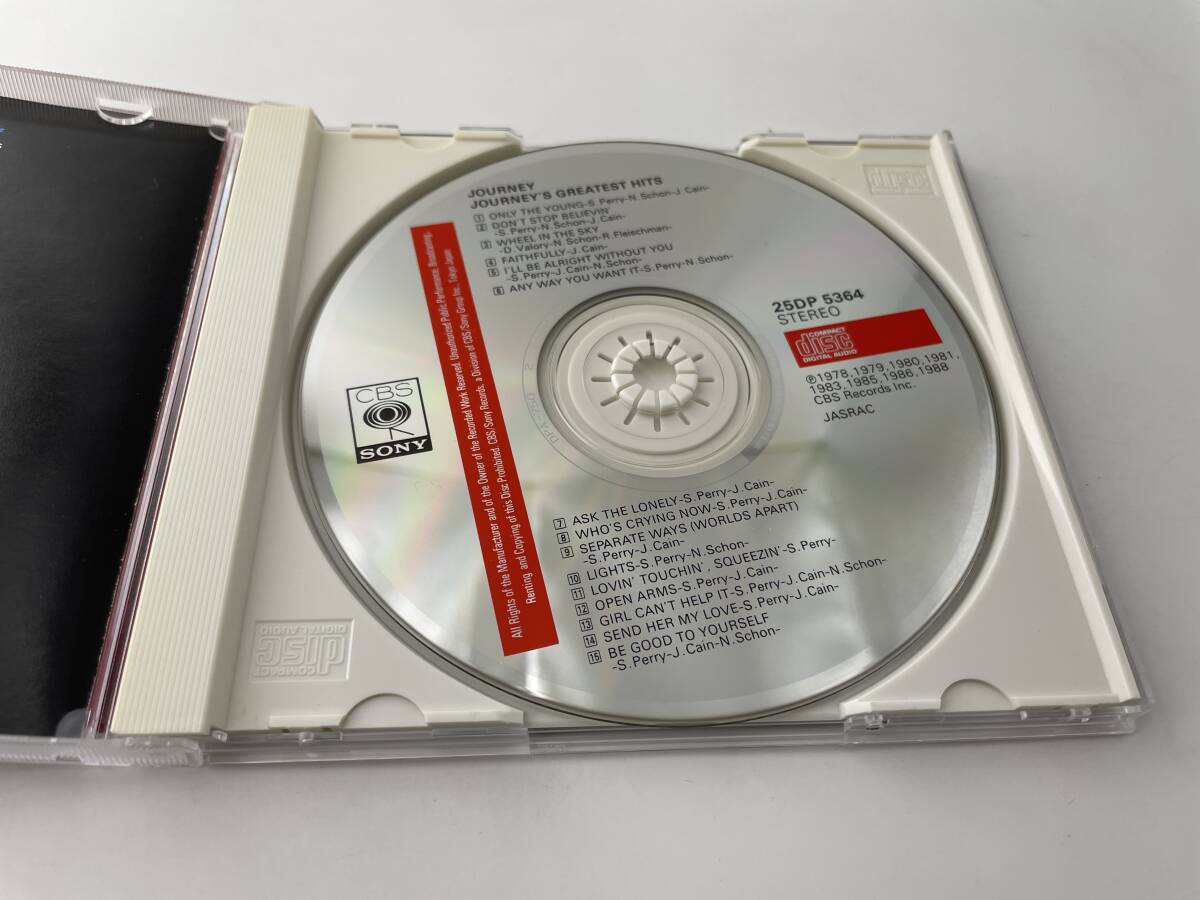 JOURNEY
JOURNEY'S GREATEST HITS
1 ONLY THE YOUNG-S.Perry-N.Schon-J.Cain-
2 DON'T STOP BELIEVIN'
-S.Perry-N.Schon-J.Cain-
3 WHEEL IN THE SKY
-D.Valory-N.Schon-R.Fleischman-
4 FAITHFULLY-J.Cain-
5 I'LL BE ALRIGHT WITHOUT YOU
-S.Perry-J.Cain-N.Schon-
6 ANY WAY YOU WANT IT-S.Perry-N.Schon-
25DP 5364
STEREO
COMPACT
disc
DIGITAL AUDIO
℗1978,1979,1980,1981,
1983,1985,1986,1988
CBS Records Inc.
JASRAC
All Rights of the Manufacturer and of the Owner of the Recorded Work Reserved. Unauthorized Public Performance, Broadcasting,
Renting and Copying of this Disc Prohibited. CBS/Sony Records, a Division of CBS/Sony Group Inc., Tokyo Japan
CBS
SONY
7 ASK THE LONELY-S.Perry-J.Cain-
8 WHO'S CRYING NOW-S.Perry-J.Cain-
9 SEPARATE WAYS (WORLDS APART)
-S.Perry-J.Cain-
10 LIGHTS-S.Perry-N.Schon-
11 LOVIN' TOUCHIN', SQUEEZIN'-S.Perry-
12 OPEN ARMS-S.Perry-J.Cain-
13 GIRL CAN'T HELP IT-S.Perry-J.Cain-N.Schon-
14 SEND HER MY LOVE-S.Perry-J.Cain-
15 BE GOOD TO YOURSELF
-S.Perry-J.Cain-N.Schon-
disc
COMPACT
disc
DIGITAL AUDIO